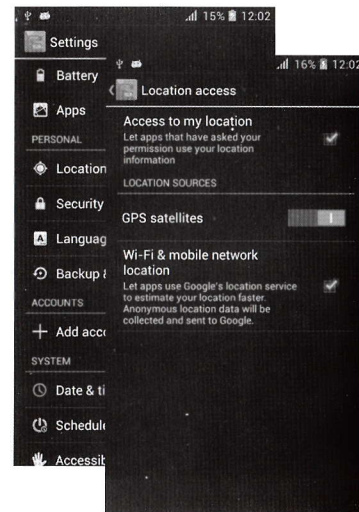 15% 12:02
Settings
Battery
Apps
PERSONAL
Location
Security
Languag
Backup &
ACCOUNTS
Add acco
SYSTEM
Date & ti
Schedule
Accessib
16% 12:02
Location access
Access to my location
Let apps that have asked your
permission use your location
information
LOCATION SOURCES
GPS satellites
Wi-Fi & mobile network
location
Let apps use Google's location service
to estimate your location faster.
Anonymous location data will be
collected and sent to Google.